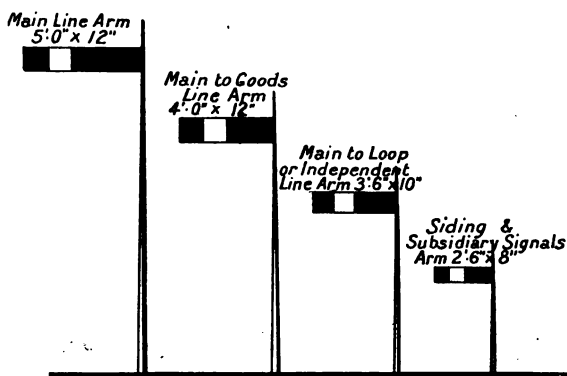 Main Line Arm
5'.0" x 12"
Main to Goods
Line Arm
4'.0" x 12"
Main to Loop
or Independent
Line Arm 3'.6" x 10"
Siding &
Subsidiary Signals
Arm 2'.6" x 8"